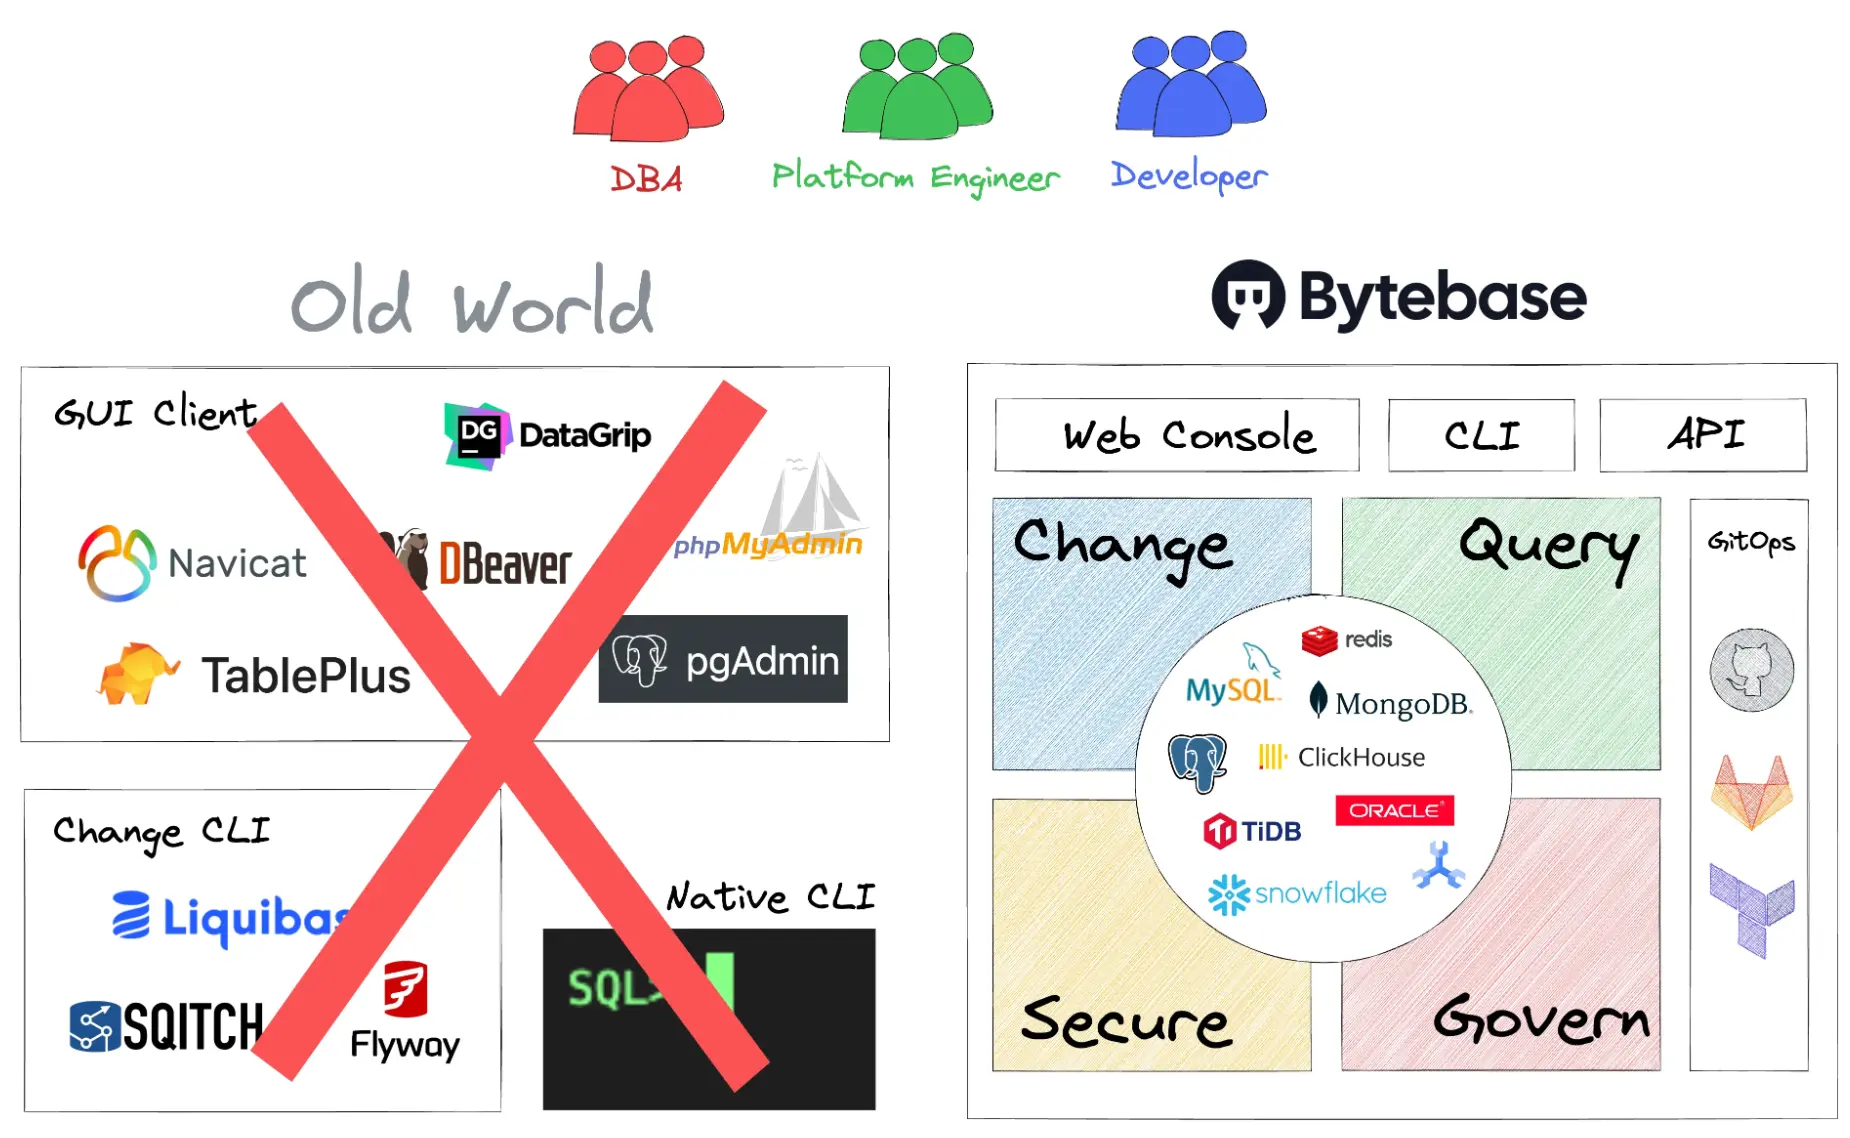 DBA
Platform Engineer
Developer
Old World
Bytebase
GUI Client
DG
DataGrip
Navicat
DBeaver
phpMyAdmin
TablePlus
pgAdmin
Change CLI
Liquibas
SQITCH
Flyway
Native CLI
SQL>
Web Console
CLI
API
Change
Query
GitOps
redis
MySQL
MongoDB
ClickHouse
ORACLE
TiDB
snowflake
Secure
Govern